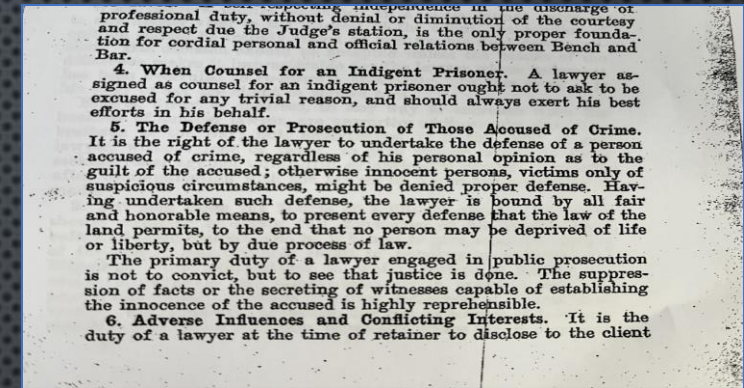 self-respecting independence in the discharge of
professional duty, without denial or diminution of the courtesy
and respect due the Judge's station, is the only proper founda-
tion for cordial personal and official relations between Bench and
Bar.
4. When Counsel for an Indigent Prisoner. A lawyer as-
signed as counsel for an indigent prisoner ought not to ask to be
excused for any trivial reason, and should always exert his best
efforts in his behalf.
5. The Defense or Prosecution of Those Accused of Crime.
It is the right of the lawyer to undertake the defense of a person
accused of crime, regardless of his personal opinion as to the
guilt of the accused; otherwise innocent persons, victims only of
suspicious circumstances, might be denied proper defense. Hav-
ing undertaken such defense, the lawyer is bound by all fair
and honorable means, to present every defense that the law of the
land permits, to the end that no person may be deprived of life
or liberty, but by due process of law.
The primary duty of a lawyer engaged in public prosecution
is not to convict, but to see that justice is done. The suppres-
sion of facts or the secreting of witnesses capable of establishing
the innocence of the accused is highly reprehensible.
6. Adverse Influences and Conflicting Interests. It is the
duty of a lawyer at the time of retainer to disclose to the client